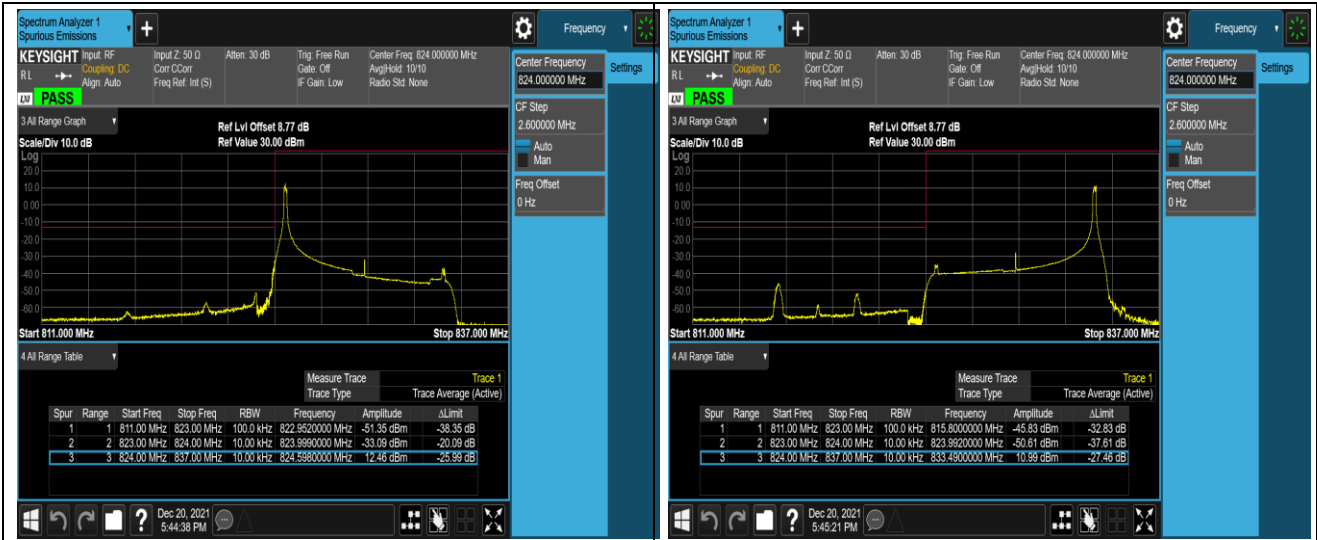 Spectrum Analyzer 1
Spurious Emissions
+
Frequency
KEYSIGHT Input: RF Input Z: 50 Ω Atten: 30 dB Trig: Free Run Center Freq: 824.000000 MHz
Coupling: DC Corr CCorr Gate: Off Avg|Hold: 10/10
R L Align: Auto Freq Ref: Int (S) IF Gain: Low Radio Std: None
LXI PASS
Center Frequency
824.000000 MHz
Settings
CF Step
2.600000 MHz
Auto
Man
Freq Offset
0 Hz
3 All Range Graph
Ref Lvl Offset 8.77 dB
Scale/Div 10.0 dB Ref Value 30.00 dBm
Log
20.0
10.0
0.00
-10.0
-20.0
-30.0
-40.0
-50.0
-60.0
Start 811.000 MHz Stop 837.000 MHz
4 All Range Table
Measure Trace Trace 1
Trace Type Trace Average (Active)
Spur Range Start Freq Stop Freq RBW Frequency Amplitude ΔLimit
1 1 811.00 MHz 823.00 MHz 100.0 kHz 822.9520000 MHz -51.35 dBm -38.35 dB
2 2 823.00 MHz 824.00 MHz 10.00 kHz 823.9990000 MHz -33.09 dBm -20.09 dB
3 3 824.00 MHz 837.00 MHz 10.00 kHz 824.5980000 MHz 12.46 dBm -25.99 dB
?
Dec 20, 2021
5:44:38 PM
Spectrum Analyzer 1
Spurious Emissions
+
Frequency
KEYSIGHT Input: RF Input Z: 50 Ω Atten: 30 dB Trig: Free Run Center Freq: 824.000000 MHz
Coupling: DC Corr CCorr Gate: Off Avg|Hold: 10/10
R L Align: Auto Freq Ref: Int (S) IF Gain: Low Radio Std: None
LXI PASS
Center Frequency
824.000000 MHz
Settings
CF Step
2.600000 MHz
Auto
Man
Freq Offset
0 Hz
3 All Range Graph
Ref Lvl Offset 8.77 dB
Scale/Div 10.0 dB Ref Value 30.00 dBm
Log
20.0
10.0
0.00
-10.0
-20.0
-30.0
-40.0
-50.0
-60.0
Start 811.000 MHz Stop 837.000 MHz
4 All Range Table
Measure Trace Trace 1
Trace Type Trace Average (Active)
Spur Range Start Freq Stop Freq RBW Frequency Amplitude ΔLimit
1 1 811.00 MHz 823.00 MHz 100.0 kHz 815.8000000 MHz -45.83 dBm -32.83 dB
2 2 823.00 MHz 824.00 MHz 10.00 kHz 823.9920000 MHz -50.61 dBm -37.61 dB
3 3 824.00 MHz 837.00 MHz 10.00 kHz 833.4900000 MHz 10.99 dBm -27.46 dB
?
Dec 20, 2021
5:45:21 PM